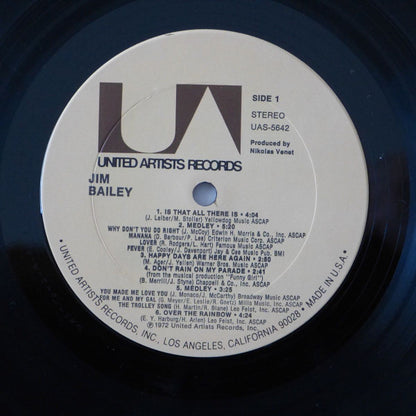 UA
UNITED ARTISTS RECORDS
SIDE 1
STEREO
UAS-5642
Produced by
Nikolas Venet
JIM
BAILEY
1. IS THAT ALL THERE IS • 4:04
(J. Leiber/M. Stoller) Yellowdog Music ASCAP
2. MEDLEY • 5:20
WHY DON'T YOU DO RIGHT (J. McCoy) Edwin H. Morris & Co., Inc. ASCAP
MANANA (D. Barbour/P. Lee) Criterion Music Corp. ASCAP
LOVER (R. Rodgers/L. Hart) Famous Music ASCAP
FEVER (E. Cooley/J. Davenport) Jay & Cee Music Pub. BMI
3. HAPPY DAYS ARE HERE AGAIN •
(M. Ager/J. Yellen) Warner Bros. Music ASCAP
4. DON'T RAIN ON MY PARADE • 2:41
(from the musical production "Funny Girl")
(B. Merrill/J. Styne) Chappell & Co., Inc. ASCAP
5. MEDLEY • 3:25
YOU MADE ME LOVE YOU (J. Monaco/J. McCarthy) Broadway Music ASCAP
FOR ME AND MY GAL (G. Meyer/E. Leslie/ Inc. ASCAP
THE TROLLEY SONG (H. Martin/R. Blane) Leo Feist, Inc. ASCAP
6. OVER THE RAINBOW • 4:24
(E. Y. Harburg/H. Arlen) Leo Feist, Inc. ASCAP
℗1972 United Artists Records, Inc.
• UNITED ARTISTS RECORDS, INC., LOS ANGELES, CALIFORNIA 90028 • MADE IN U.S.A. •